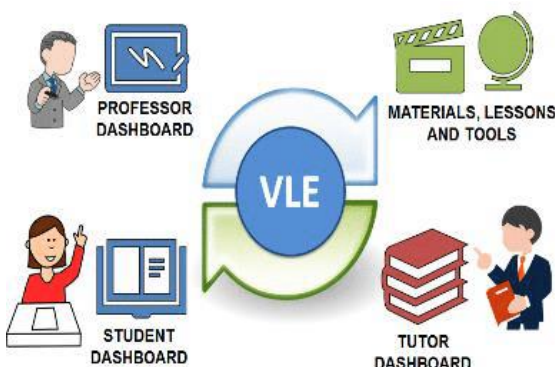 PROFESSOR
DASHBOARD
MATERIALS, LESSONS
AND TOOLS
VLE
STUDENT
DASHBOARD
TUTOR
DASHBOARD